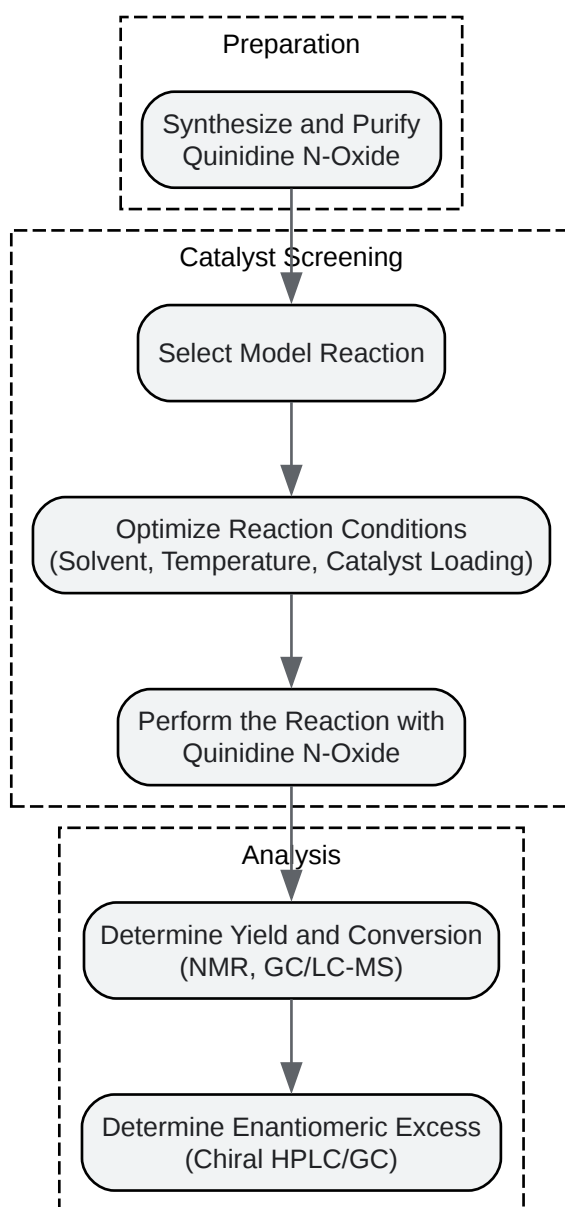 Preparation
Synthesize and Purify
Quinidine N-Oxide
Catalyst Screening
Select Model Reaction
Optimize Reaction Conditions
(Solvent, Temperature, Catalyst Loading)
Perform the Reaction with
Quinidine N-Oxide
Analysis
Determine Yield and Conversion
(NMR, GC/LC-MS)
Determine Enantiomeric Excess
(Chiral HPLC/GC)